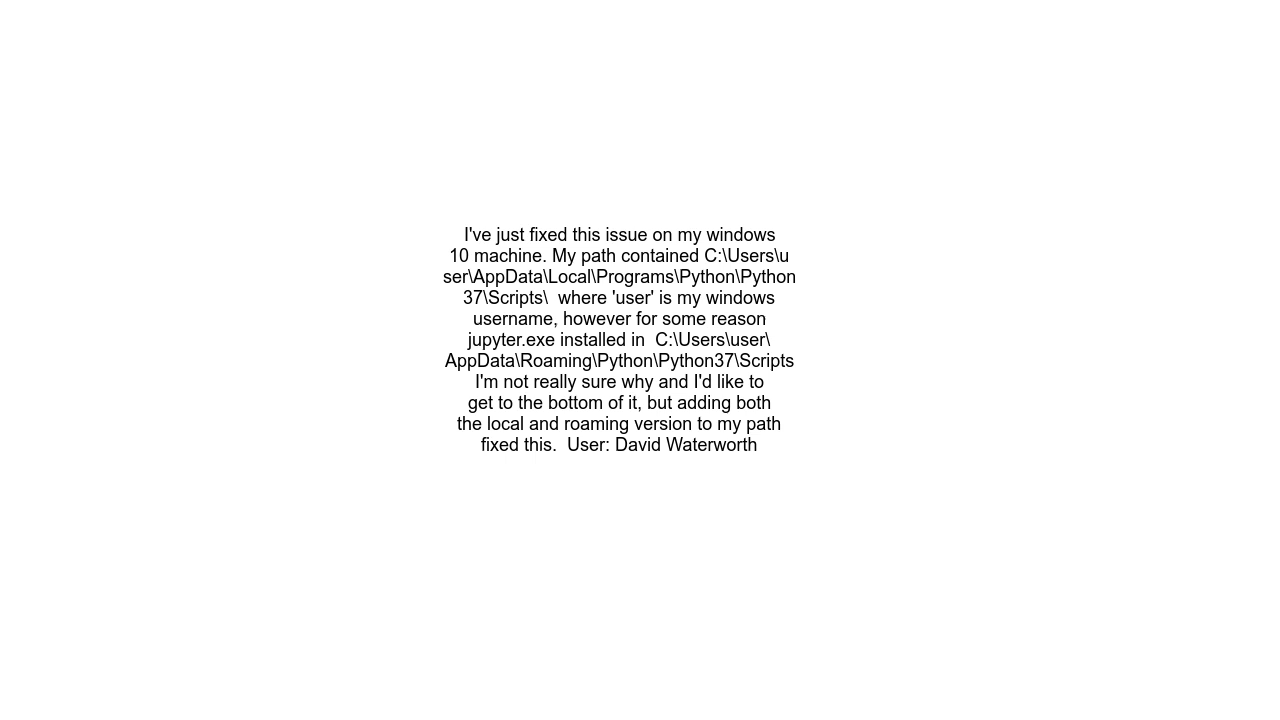 I've just fixed this issue on my windows
10 machine. My path contained C:\Users\u
ser\AppData\Local\Programs\Python\Python
37\Scripts\  where 'user' is my windows
username, however for some reason
jupyter.exe installed in  C:\Users\user\
AppData\Roaming\Python\Python37\Scripts
I'm not really sure why and I'd like to
get to the bottom of it, but adding both
the local and roaming version to my path
fixed this.  User: David Waterworth